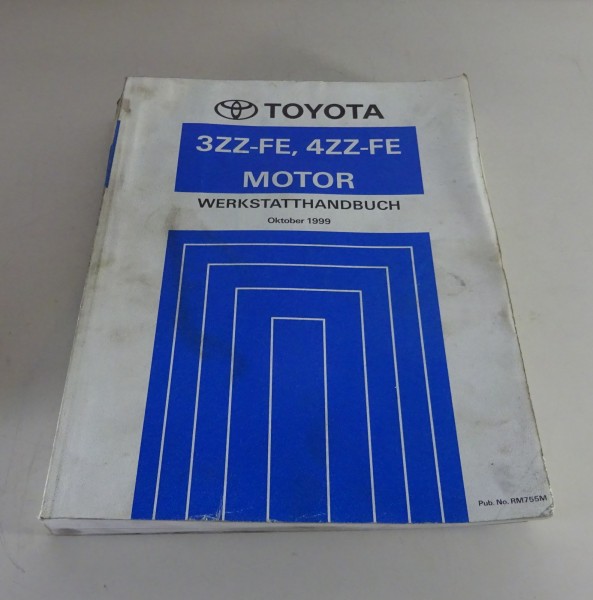 TOYOTA
3ZZ-FE, 4ZZ-FE
MOTOR
WERKSTATTHANDBUCH
Oktober 1999
Pub. No. RM755M